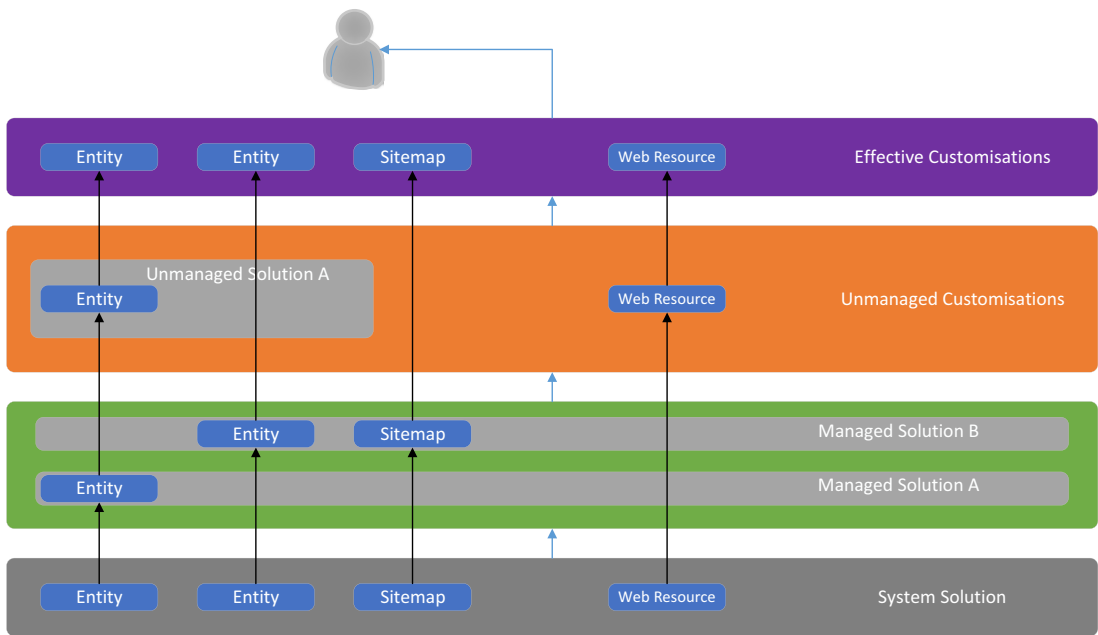 Entity
Entity
Sitemap
Web Resource
Effective Customisations
Unmanaged Solution A
Entity
Web Resource
Unmanaged Customisations
Entity
Sitemap
Managed Solution B
Entity
Managed Solution A
Entity
Entity
Sitemap
Web Resource
System Solution